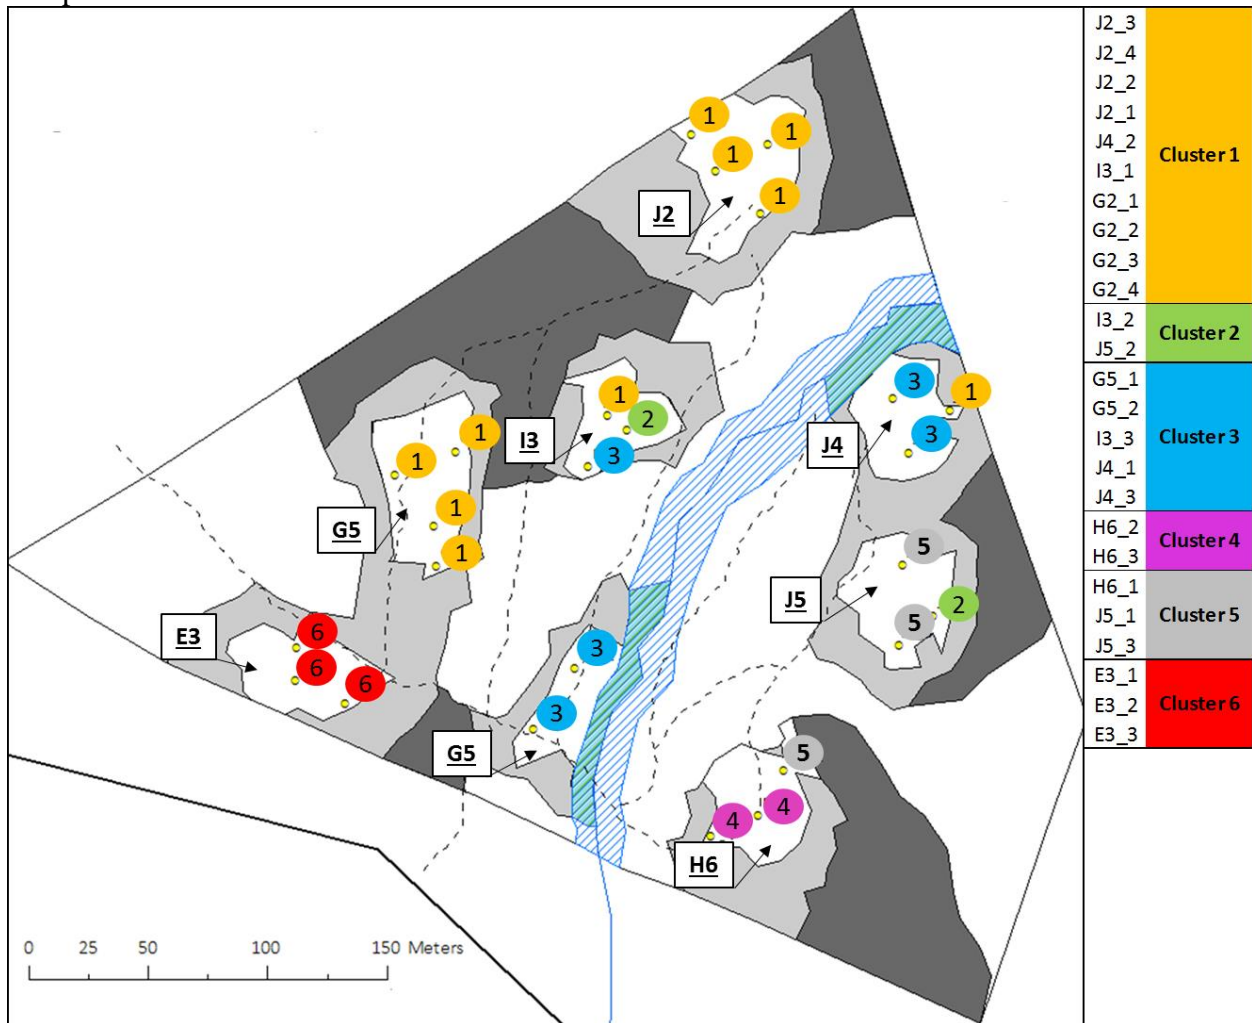 1
1
1
1
J2
3
1
1
2
I3
3
3
J4
1
1
G5
1
1
5
J5
2
5
E3
6
6
6
3
3
G5
5
4
4
H6
0 25 50 100 150 Meters
J2_3
J2_4
J2_2
J2_1
J4_2
I3_1
G2_1
G2_2
G2_3
G2_4
Cluster 1
I3_2
J5_2
Cluster 2
G5_1
G5_2
I3_3
J4_1
J4_3
Cluster 3
H6_2
H6_3
Cluster 4
H6_1
J5_1
J5_3
Cluster 5
E3_1
E3_2
E3_3
Cluster 6